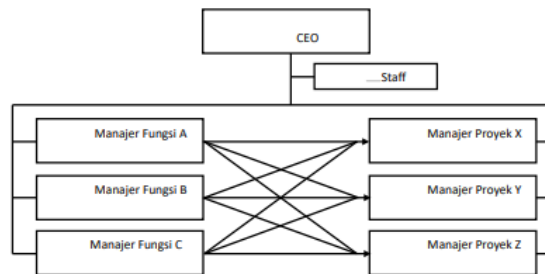 CEO
.....Staff
Manajer Fungsi A
Manajer Proyek X
Manajer Fungsi B
Manajer Proyek Y
Manajer Fungsi C
Manajer Proyek Z